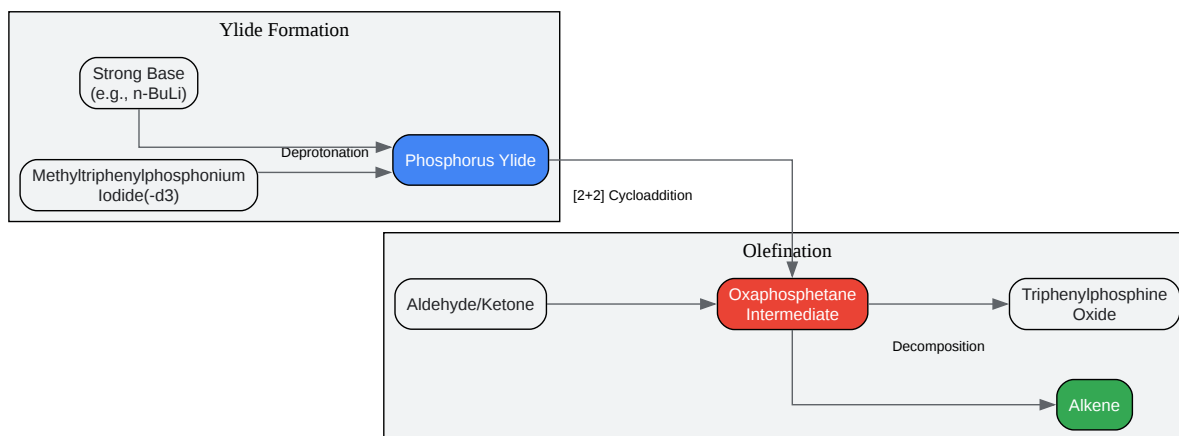 Ylide Formation
Strong Base
(e.g., n-BuLi)
Deprotonation
Phosphorus Ylide
Methyltriphenylphosphonium
Iodide(-d3)
[2+2] Cycloaddition
Olefination
Aldehyde/Ketone
Oxaphosphetane
Intermediate
Triphenylphosphine
Oxide
Decomposition
Alkene